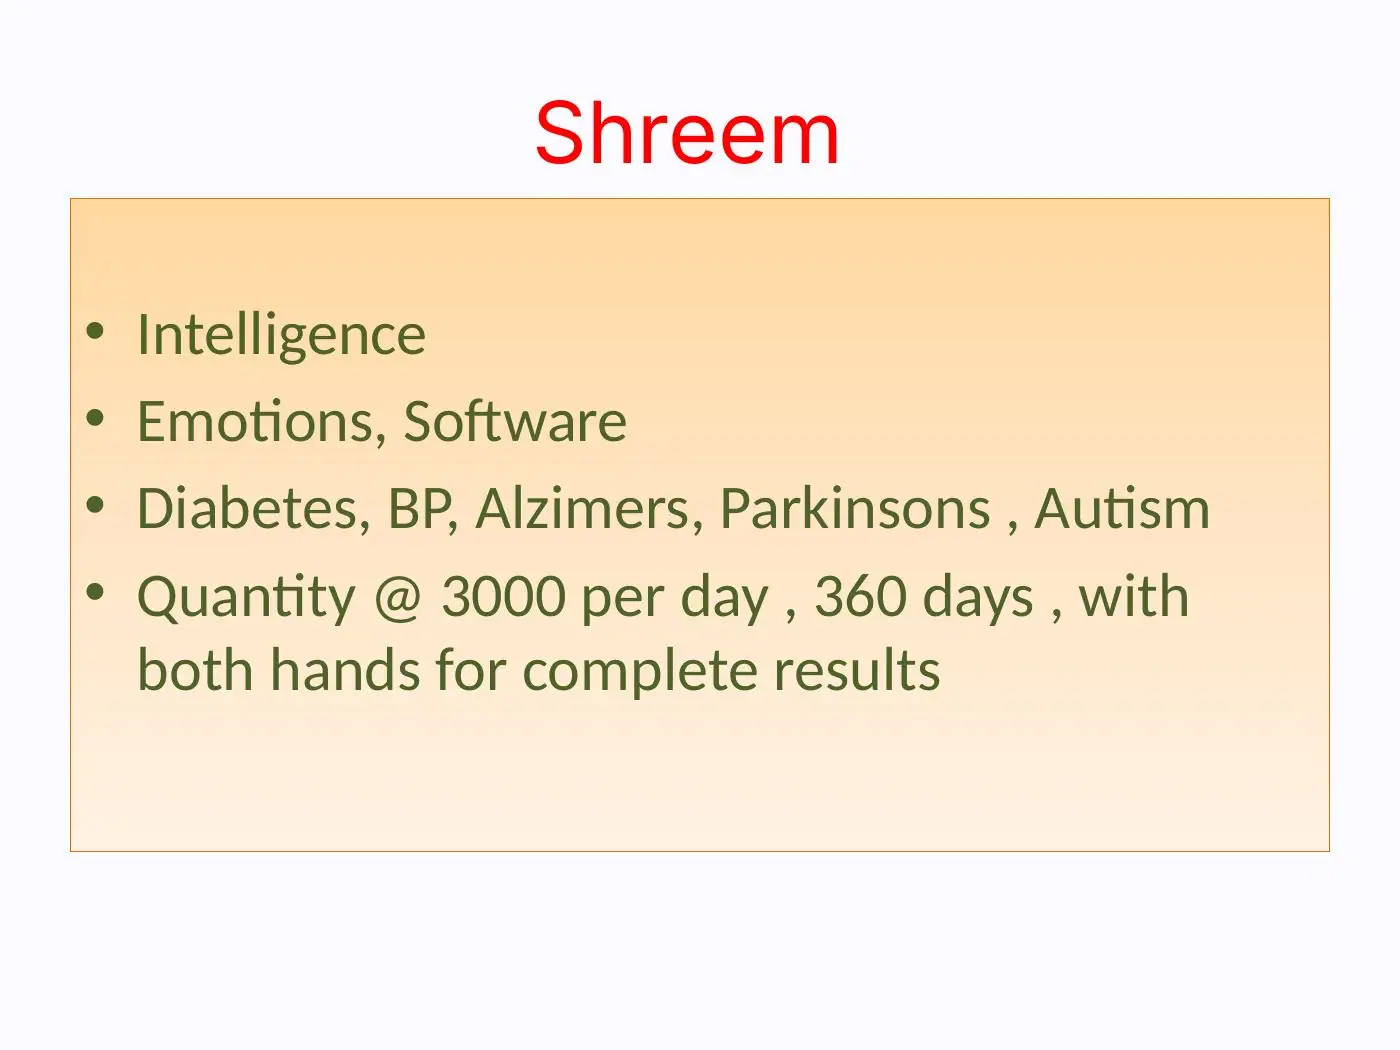 Shreem
• Intelligence
• Emotions, Software
• Diabetes, BP, Alzimers, Parkinsons , Autism
• Quantity @ 3000 per day , 360 days , with
both hands for complete results